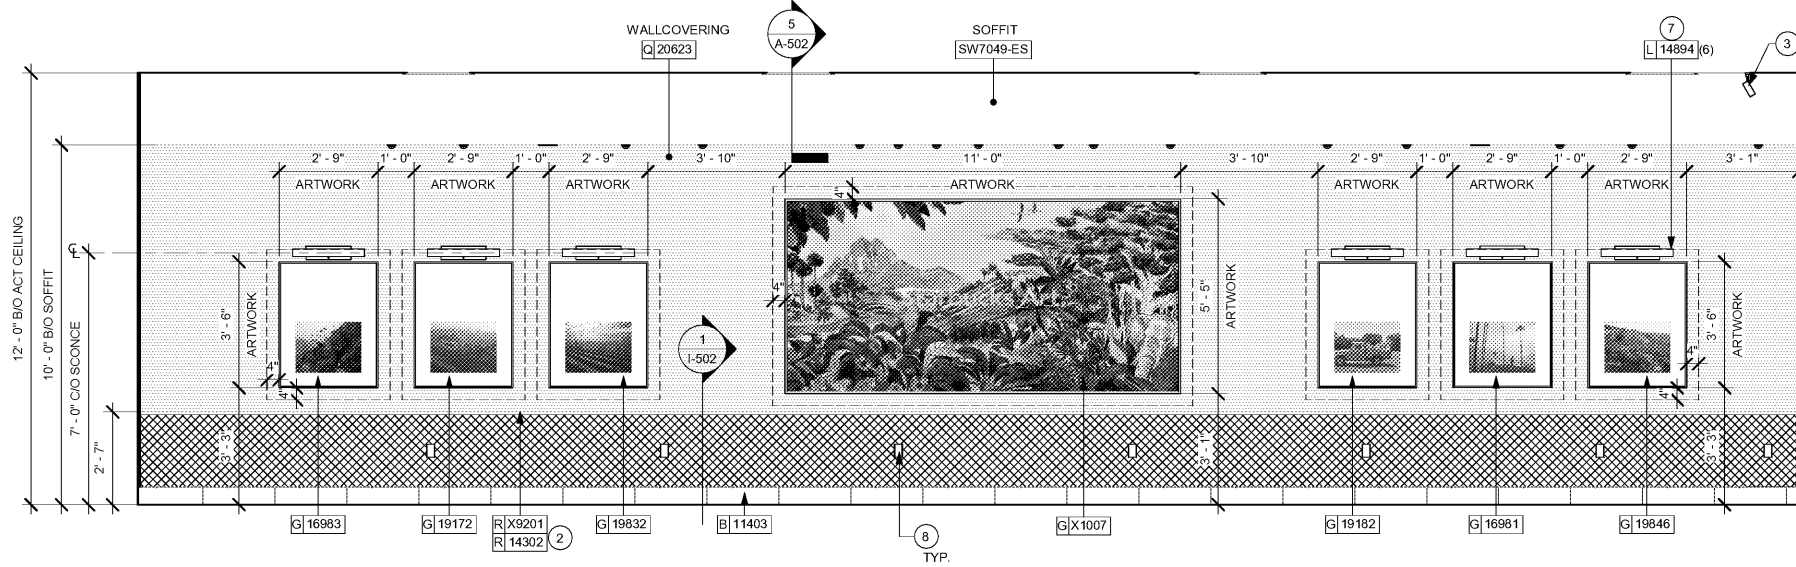 5
WALLCOVERING
SOFFIT
7
Q 20623
A-502
SW7049-ES
L 14894 (6)
3
2' - 9"
1' - 0"
2' - 9"
1' - 0"
2' - 9"
3' - 10"
11' - 0"
3' - 10"
2' - 9"
1' - 0"
2' - 9"
1' - 0"
2' - 9"
3' - 1"
ARTWORK
ARTWORK
ARTWORK
ARTWORK
ARTWORK
ARTWORK
ARTWORK
4"
12' - 0" B/O ACT CEILING
10' - 0" B/O SOFFIT
7' - 0" C/O SCONCE
2' - 7"
3' - 6"
ARTWORK
4"
4"
3' - 3"
1
I-502
4"
5' - 5"
ARTWORK
3' - 1"
4"
4"
3' - 6"
ARTWORK
3' - 3"
G 16983
G 19172
R X9201
R 14302
2
G 19832
B 11403
8
TYP.
G X1007
G 19182
G 16981
G 19846